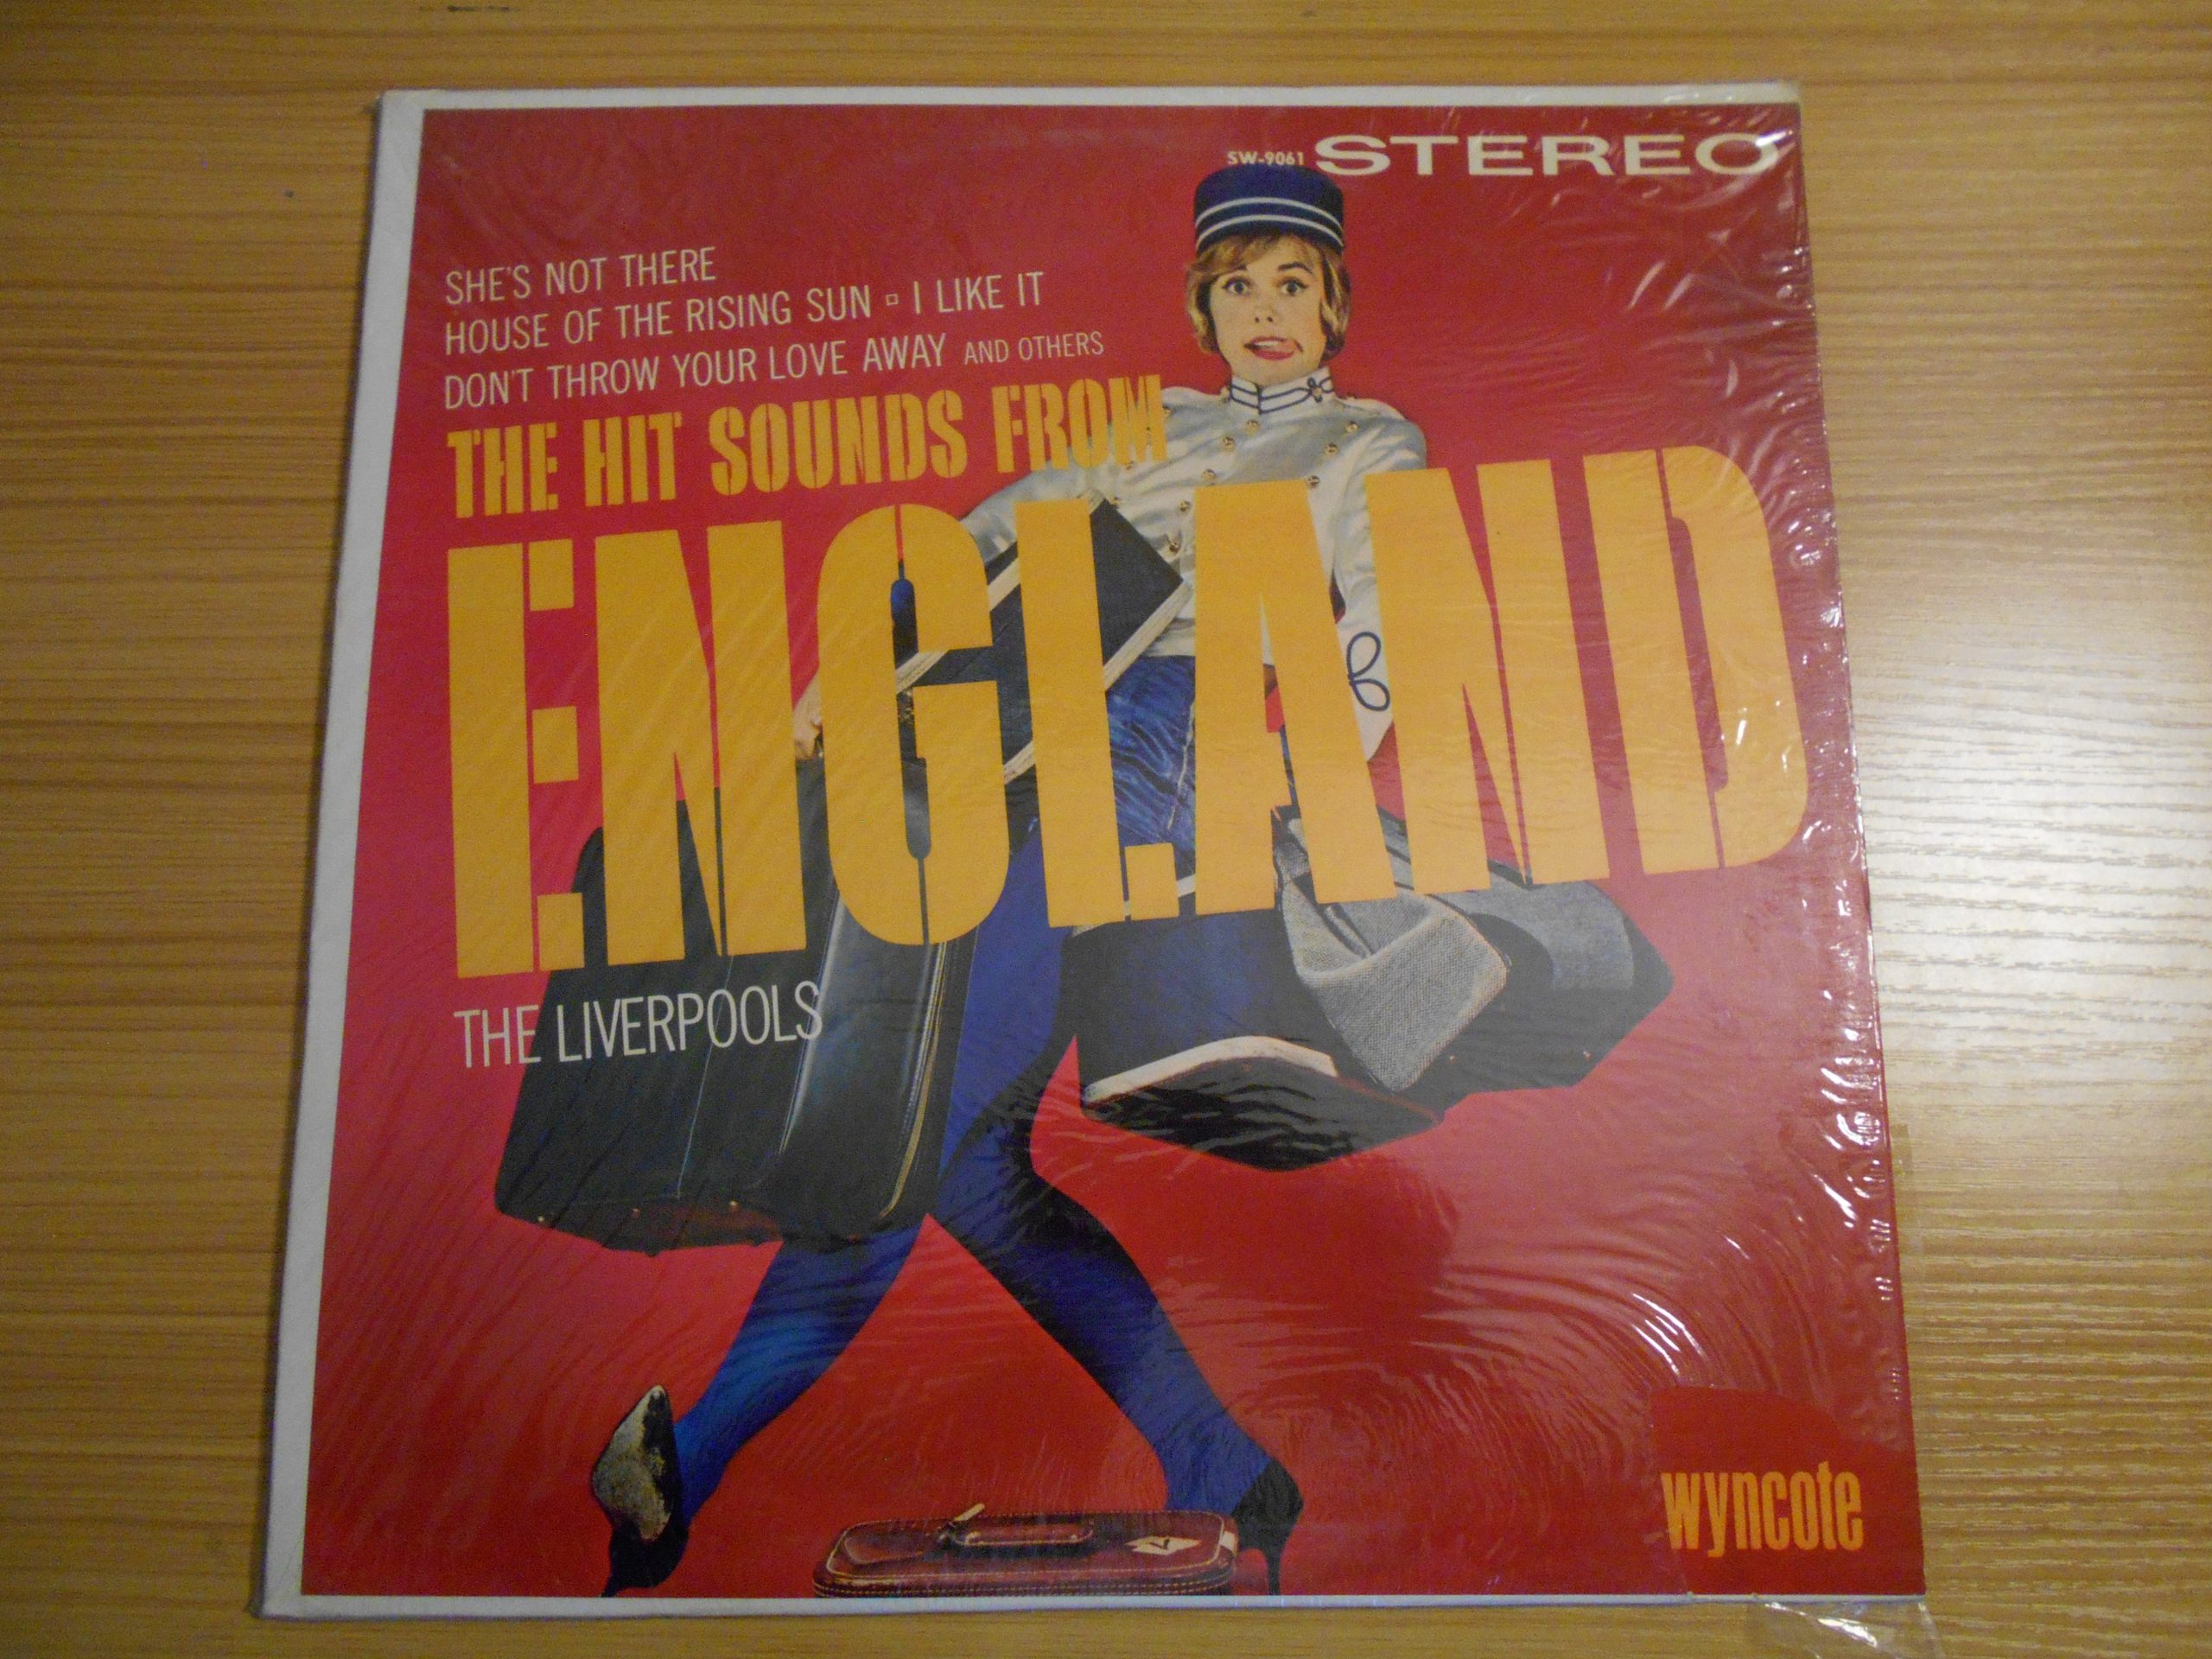 SW-9061 STEREO
SHE'S NOT THERE
HOUSE OF THE RISING SUN ▫ I LIKE IT
DON'T THROW YOUR LOVE AWAY AND OTHERS
THE HIT SOUNDS FROM
ENGLAND
THE LIVERPOOLS
wyncote